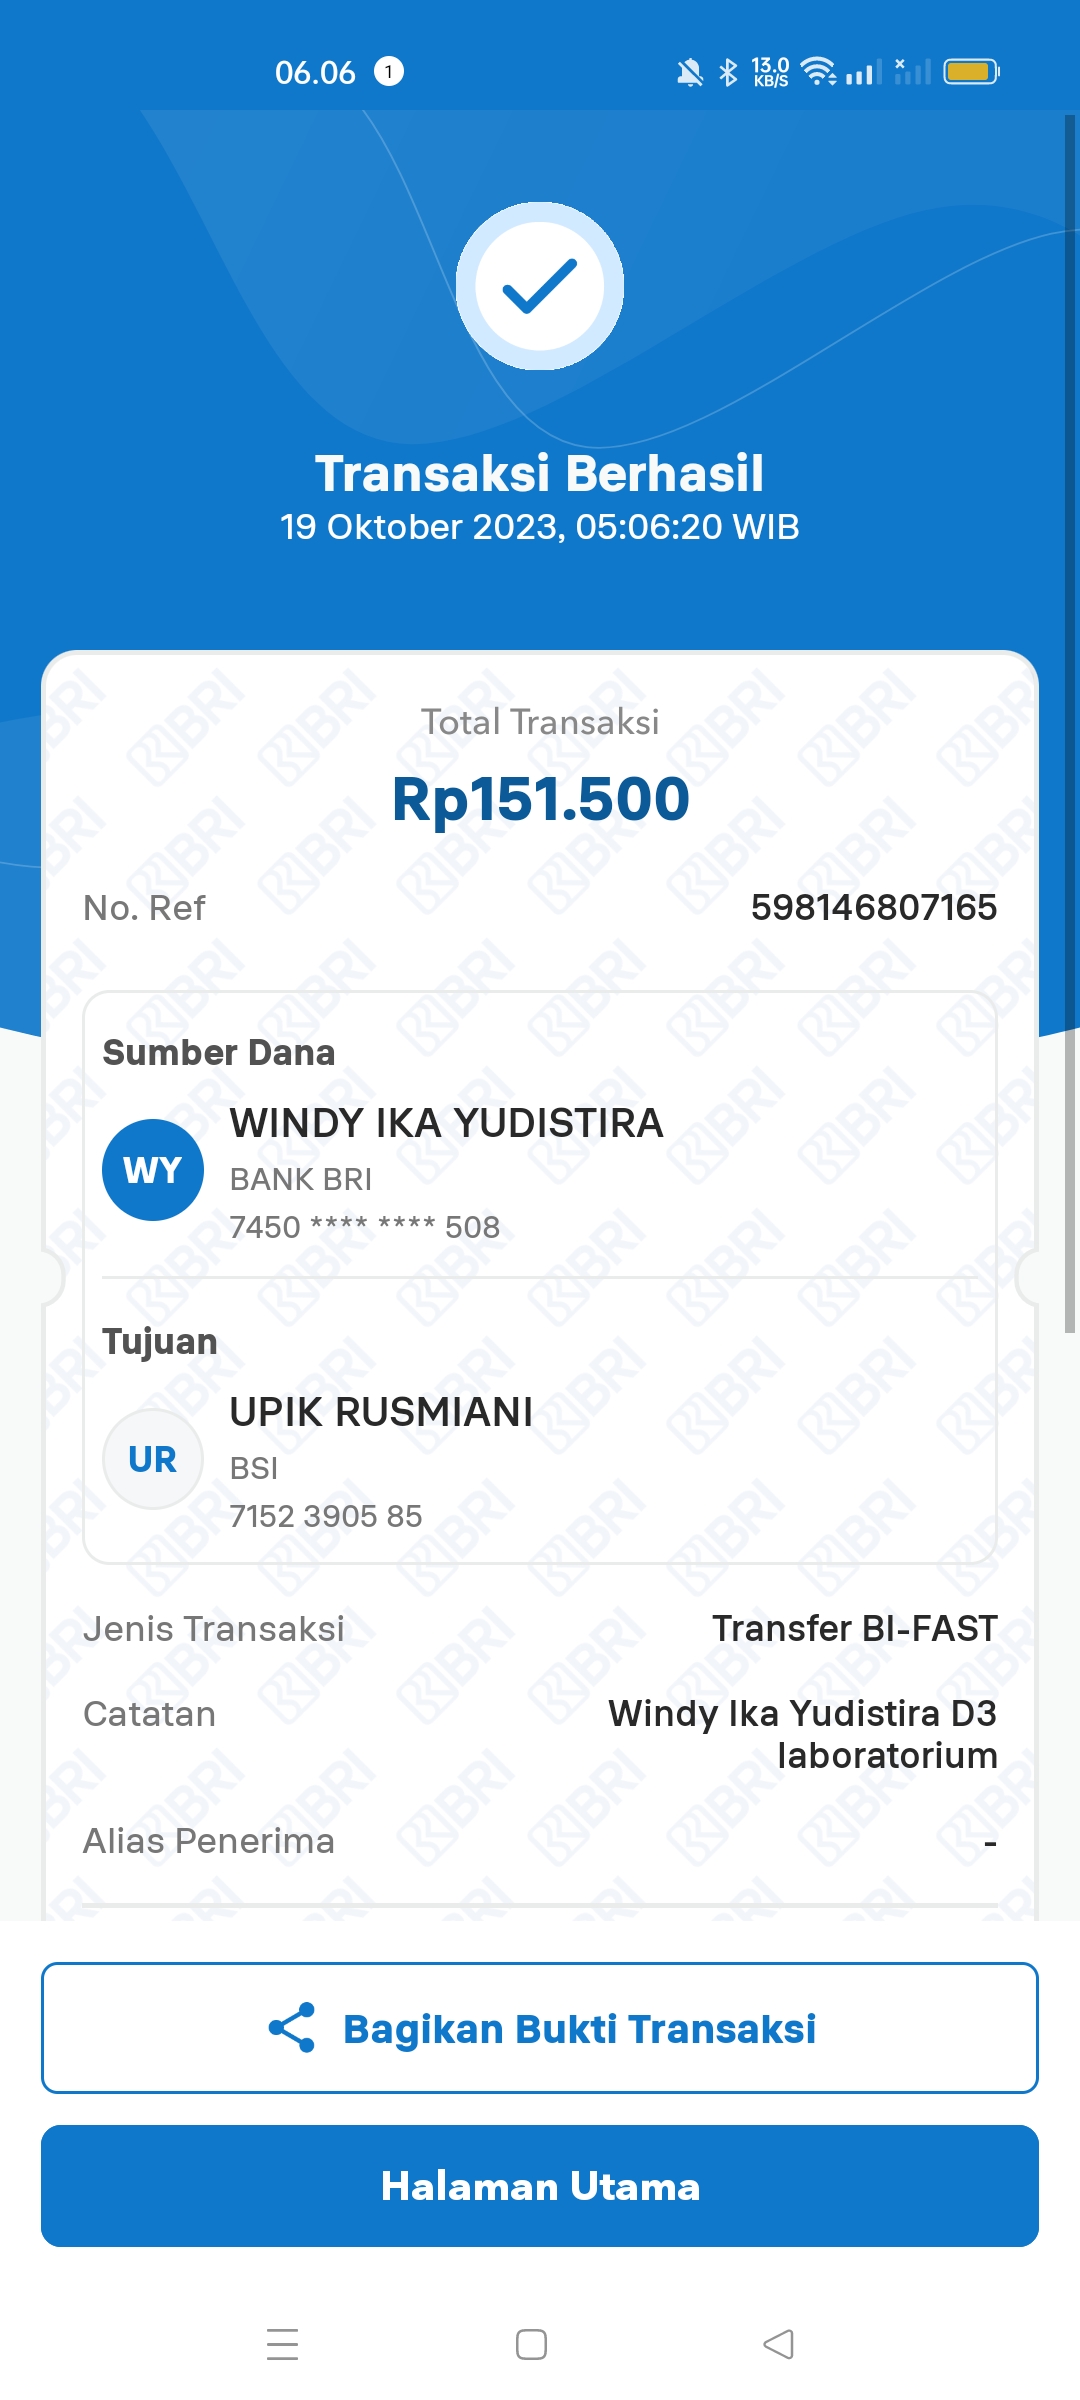 06.06 1 13.0 KB/S
Transaksi Berhasil
19 Oktober 2023, 05:06:20 WIB
Total Transaksi
Rp151.500
No. Ref 598146807165
Sumber Dana
WY WINDY IKA YUDISTIRA
BANK BRI
7450 **** **** 508
Tujuan
UR UPIK RUSMIANI
BSI
7152 3905 85
Jenis Transaksi Transfer BI-FAST
Catatan Windy Ika Yudistira D3
laboratorium
Alias Penerima -
Bagikan Bukti Transaksi
Halaman Utama